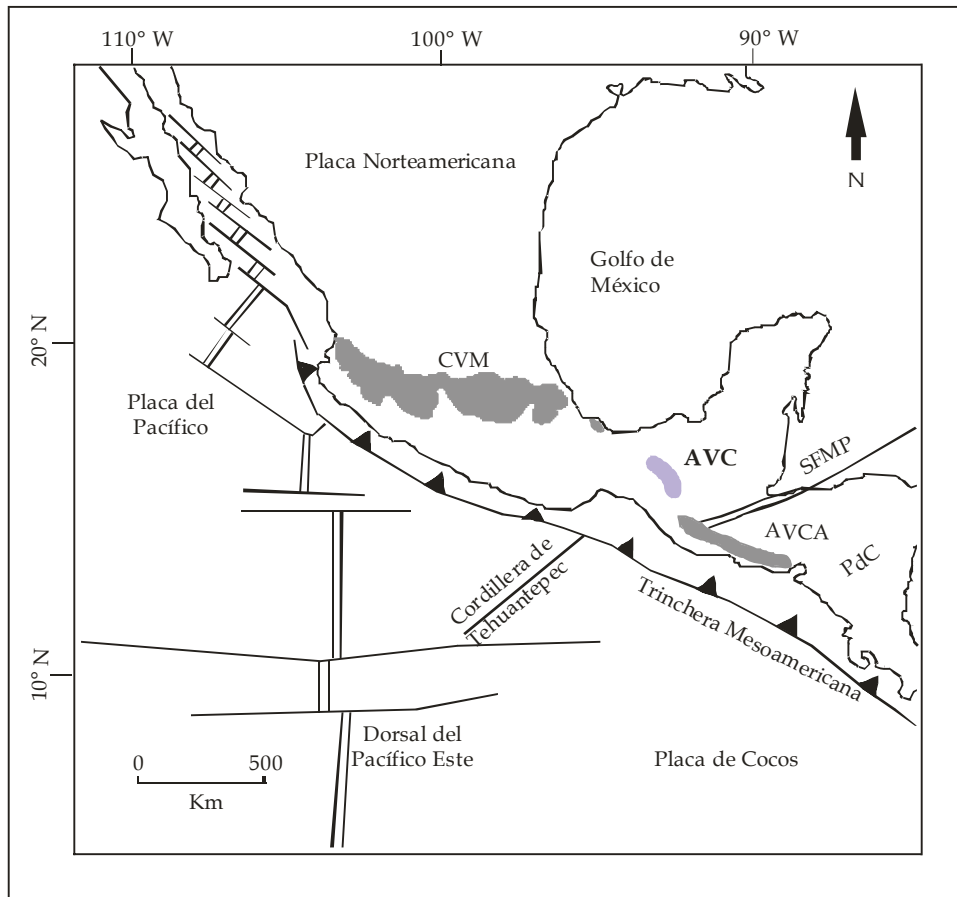 110° W
100° W
90° W
Placa Norteamericana
N
Golfo de
México
20° N
CVM
Placa del
Pacífico
AVC
SFMP
AVCA
PdC
Cordillera de
Tehuantepec
Trinchera Mesoamericana
10° N
Dorsal del
Pacífico Este
Placa de Cocos
0
500
Km